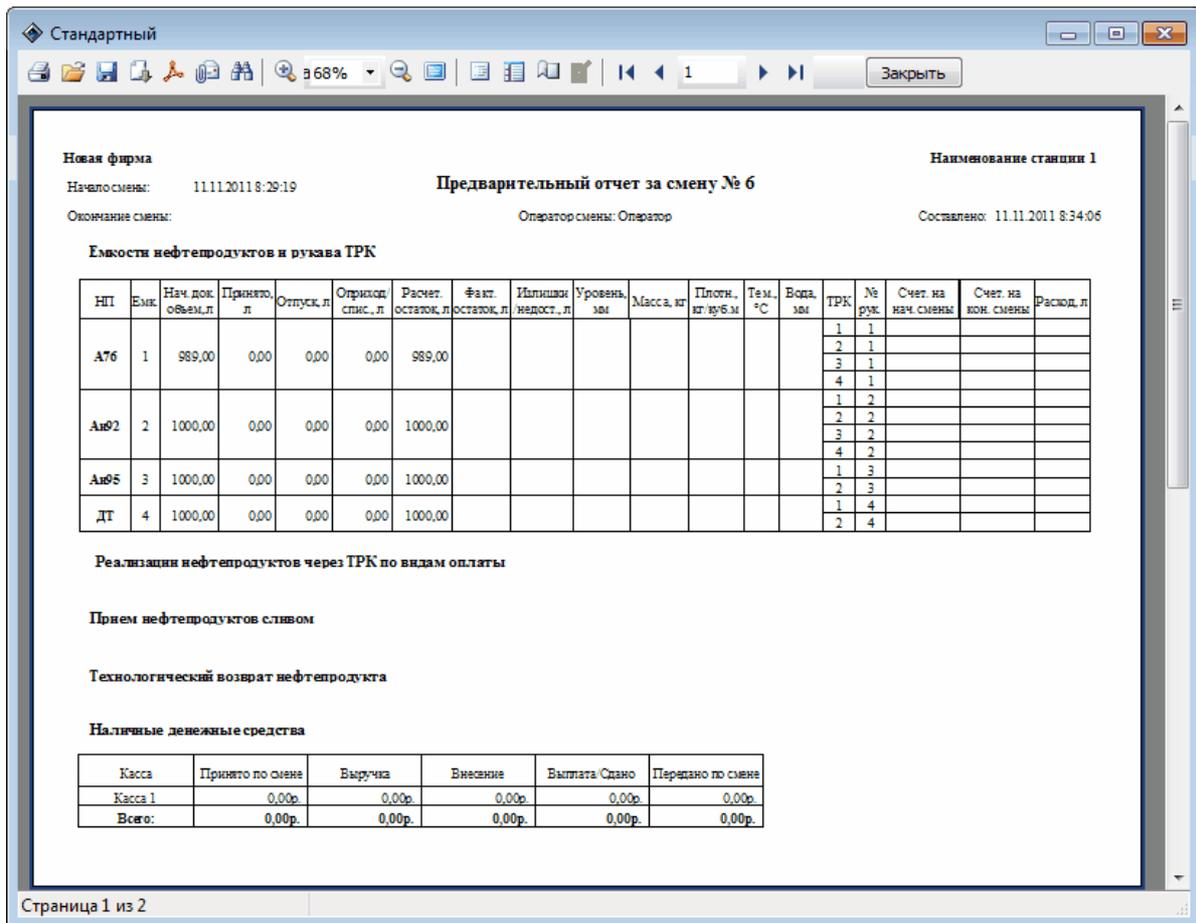 Стандартный
a 68% 1 Закрыть
Новая фирма Наименование станции 1
Начало смены: 11.11.2011 8:29:19 Предварительный отчет за смену № 6
Окончание смены: Оператор смены: Оператор Составлено: 11.11.2011 8:34:06
Емкости нефтепродуктов и рукава ТРК
НП Емк. Нач. док. объем, л Принято, л Отпуск, л Оприход/ спис., л Расчет. остаток, л Факт. остаток, л Излишки /недост., л Уровень, мм Масса, кг Плотн., кг/куб.м Тем., °C Вода, мм ТРК № рук. Счет. на нач. смены Счет. на кон. смены Расход, л
А76 1 989,00 0,00 0,00 0,00 989,00
1 1
2 1
3 1
4 1
Аи92 2 1000,00 0,00 0,00 0,00 1000,00
1 2
2 2
3 2
4 2
Аи95 3 1000,00 0,00 0,00 0,00 1000,00
1 3
2 3
ДТ 4 1000,00 0,00 0,00 0,00 1000,00
1 4
2 4
Реализации нефтепродуктов через ТРК по видам оплаты
Прием нефтепродуктов сливом
Технологический возврат нефтепродукта
Наличные денежные средства
Касса Принято по смене Выручка Внесение Выплата/Сдано Передано по смене
Касса 1 0,00р. 0,00р. 0,00р. 0,00р. 0,00р.
Всего: 0,00р. 0,00р. 0,00р. 0,00р. 0,00р.
Страница 1 из 2